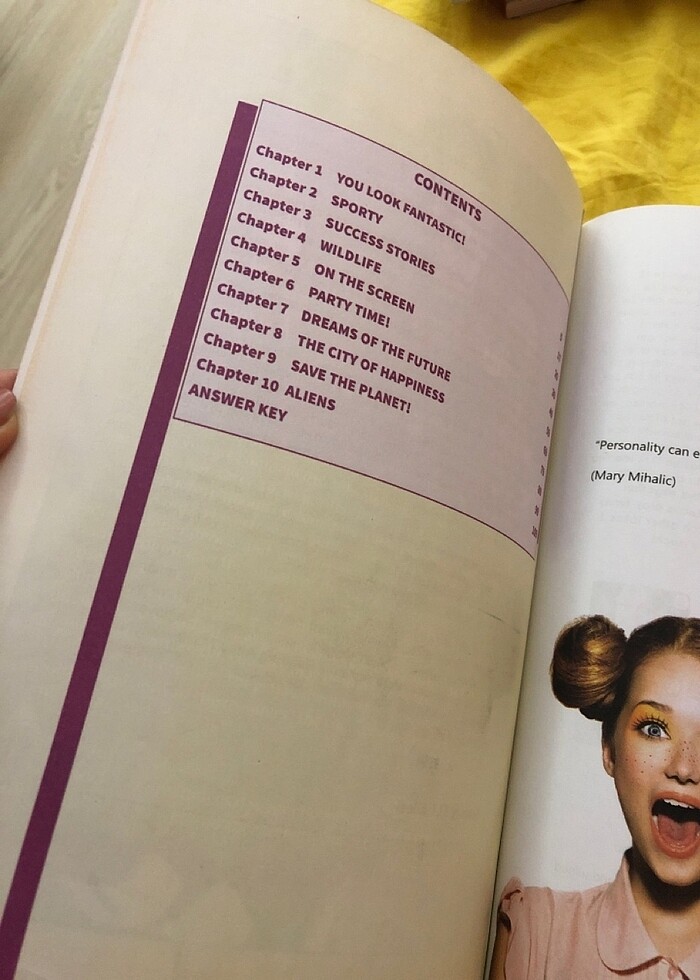 CONTENTS
Chapter 1 YOU LOOK FANTASTIC!
Chapter 2 SPORTY
Chapter 3 SUCCESS STORIES
Chapter 4 WILDLIFE
Chapter 5 ON THE SCREEN
Chapter 6 PARTY TIME!
Chapter 7 DREAMS OF THE FUTURE
Chapter 8 THE CITY OF HAPPINESS
Chapter 9 SAVE THE PLANET!
Chapter 10 ALIENS
ANSWER KEY
"Personality can
(Mary Mihalic)